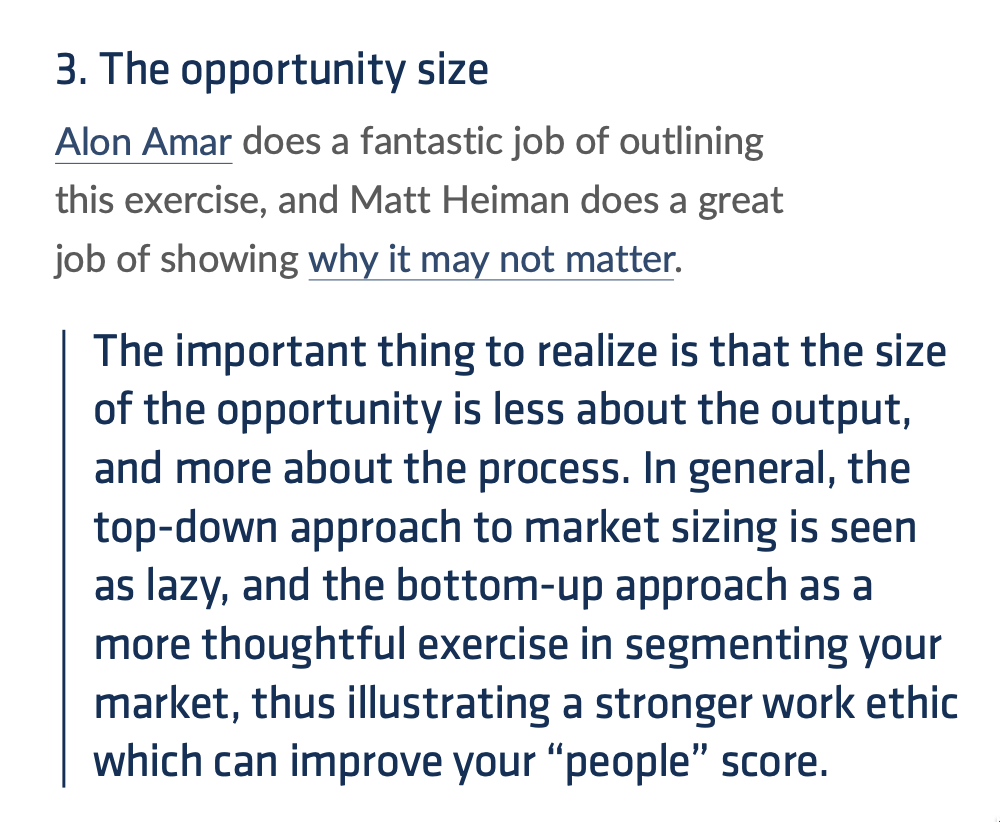 3. The opportunity size
Alon Amar does a fantastic job of outlining
this exercise, and Matt Heiman does a great
job of showing why it may not matter.
The important thing to realize is that the size
of the opportunity is less about the output,
and more about the process. In general, the
top-down approach to market sizing is seen
as lazy, and the bottom-up approach as a
more thoughtful exercise in segmenting your
market, thus illustrating a stronger work ethic
which can improve your “people” score.